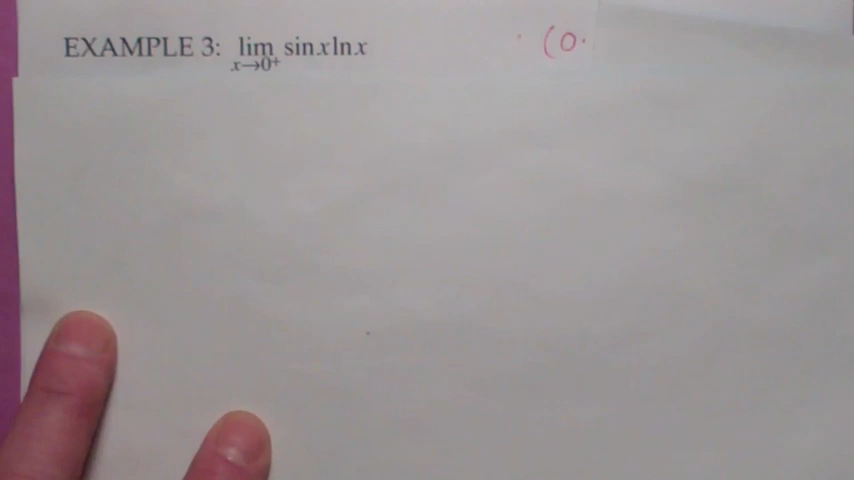 EXAMPLE 3: lim sin x ln x (0·
x→0⁺